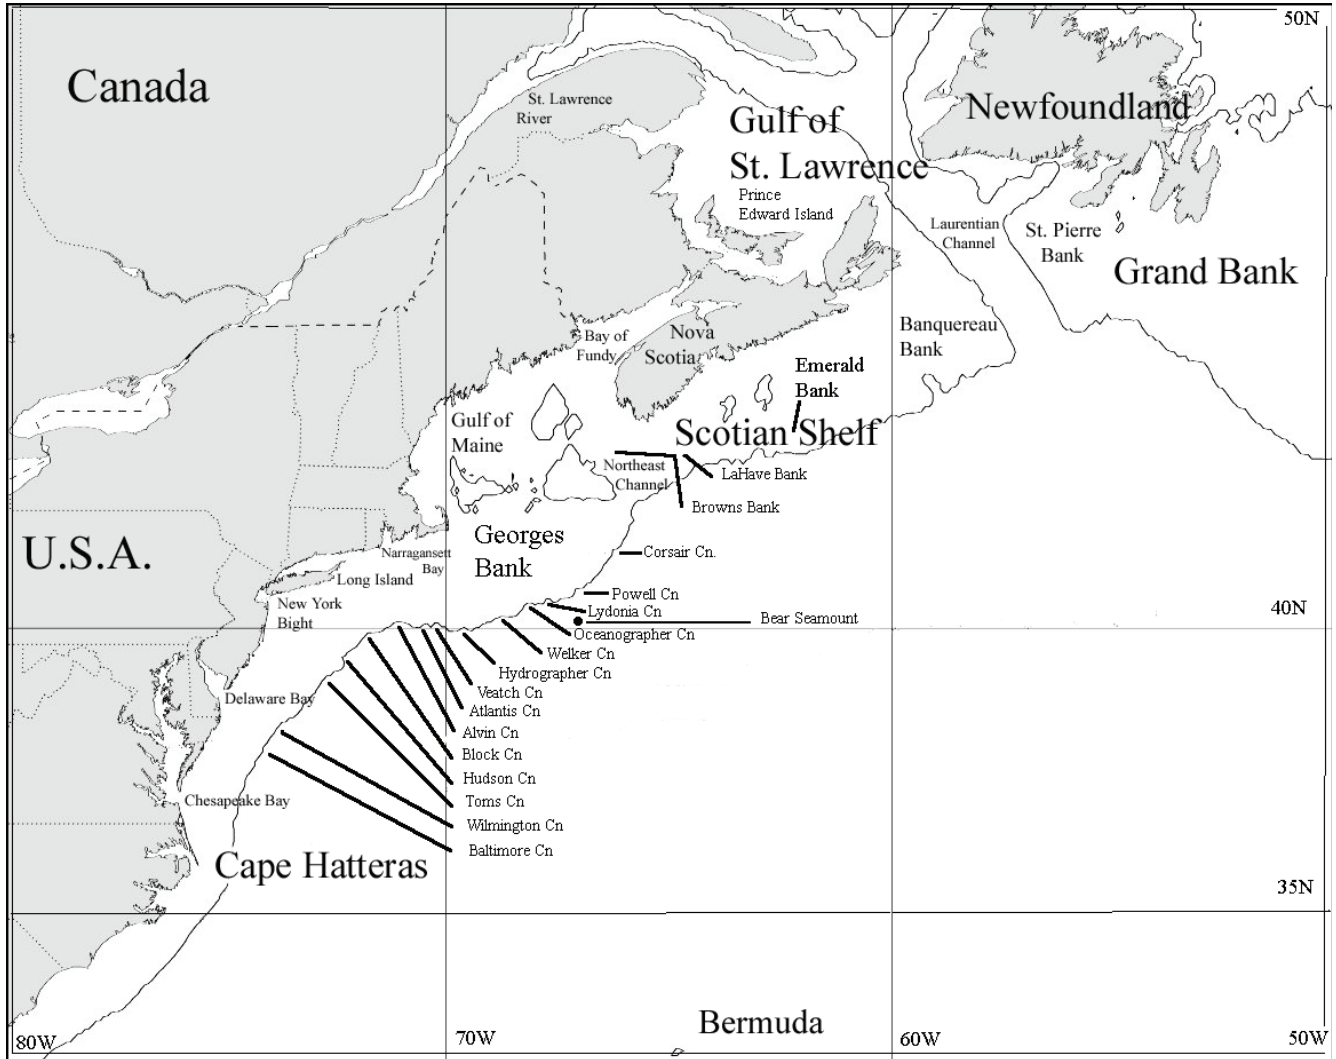 50N
Canada
St. Lawrence
River
Newfoundland
Gulf of
St. Lawrence
Prince
Edward Island
Laurentian
Channel
St. Pierre
Bank
Grand Bank
Bay of
Fundy
Nova
Scotia
Banquereau
Bank
Emerald
Bank
Gulf of
Maine
Scotian Shelf
Northeast
Channel
LaHave Bank
Browns Bank
Georges
Bank
U.S.A.
Narragansett
Bay
Corsair Cn.
Long Island
New York
Bight
Powell Cn
Lydonia Cn
40N
Bear Seamount
Oceanographer Cn
Welker Cn
Hydrographer Cn
Veatch Cn
Delaware Bay
Atlantis Cn
Alvin Cn
Block Cn
Hudson Cn
Chesapeake Bay
Toms Cn
Wilmington Cn
Baltimore Cn
Cape Hatteras
35N
Bermuda
80W
70W
60W
50W